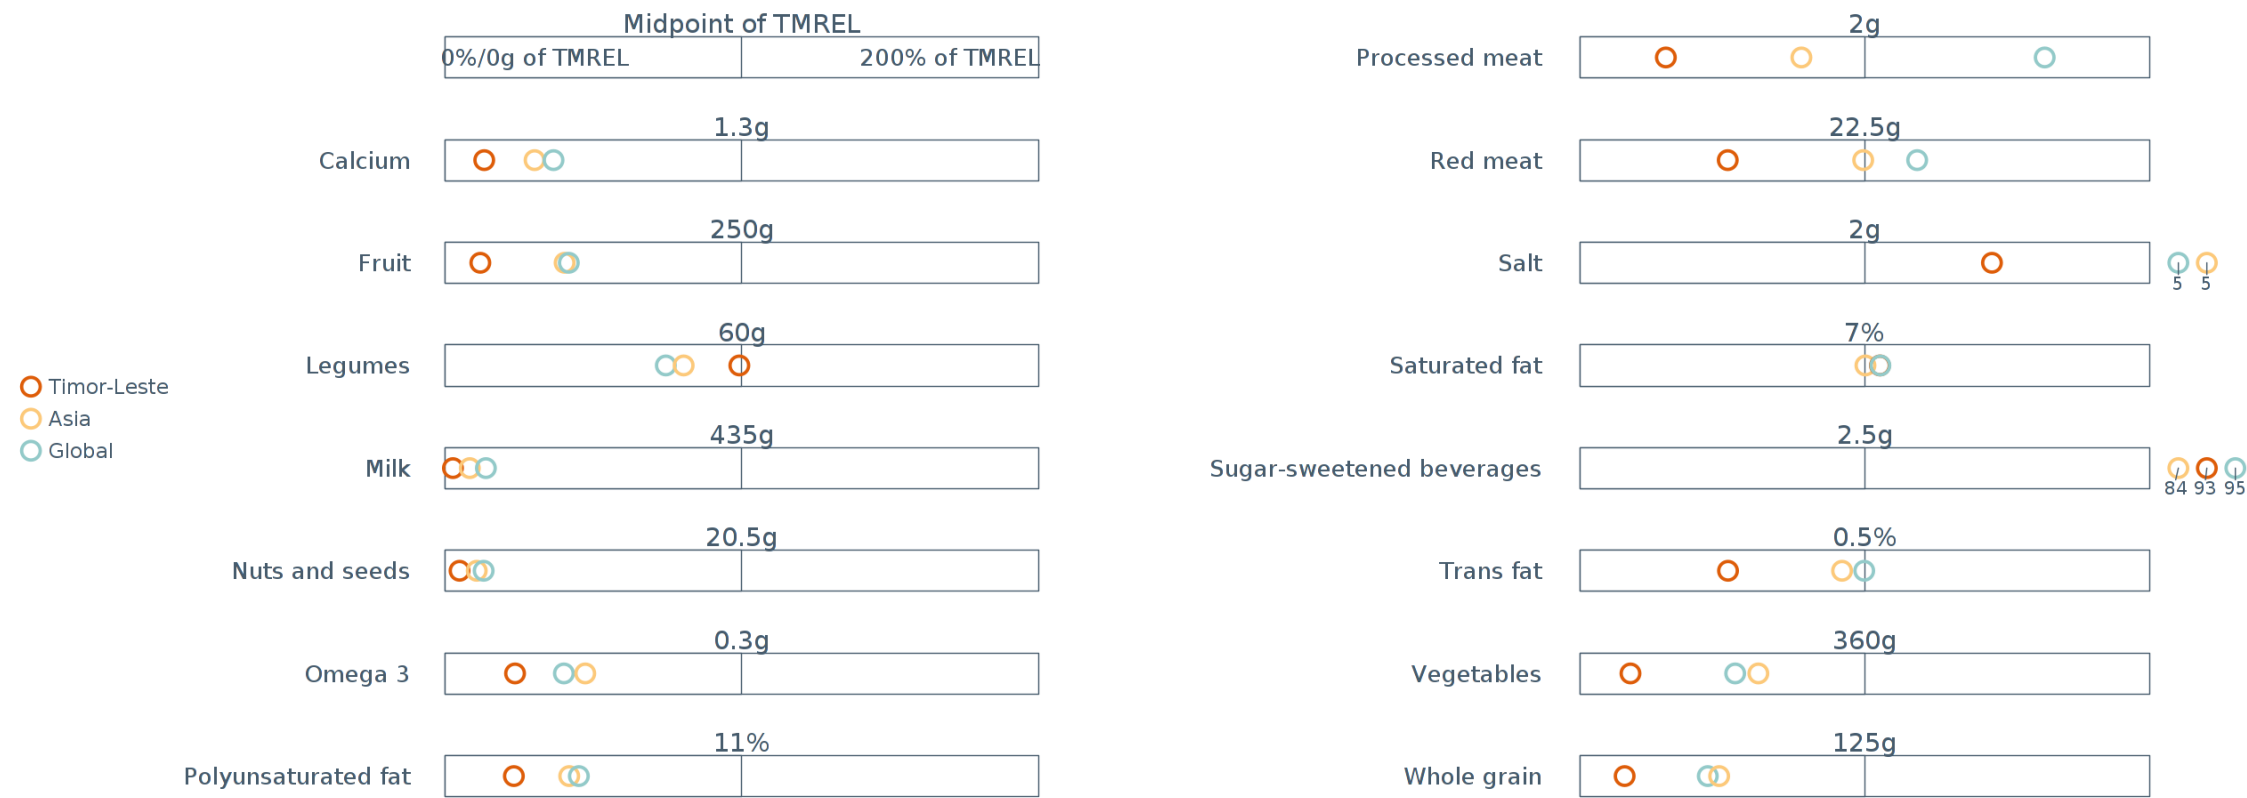 Midpoint of TMREL
0%/0g of TMREL
200% of TMREL
Calcium
1.3g
Fruit
250g
Legumes
60g
Milk
435g
Nuts and seeds
20.5g
Omega 3
0.3g
Polyunsaturated fat
11%
Timor-Leste
Asia
Global
Processed meat
2g
Red meat
22.5g
Salt
2g
5
5
Saturated fat
7%
Sugar-sweetened beverages
2.5g
84
93
95
Trans fat
0.5%
Vegetables
360g
Whole grain
125g